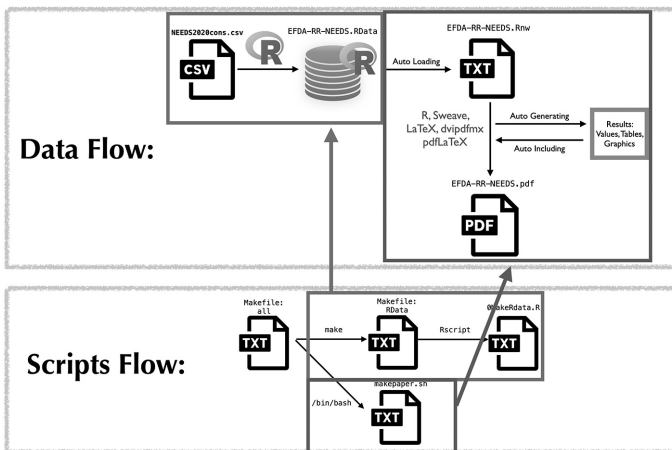 NEEDS2020cons.csv
EFDA-RR-NEEDS.RData
EFDA-RR-NEEDS.Rnw
CSV
R
R
Auto Loading
TXT
Data Flow:
R, Sweave,
LaTeX, dvipdfmx
pdfLaTeX
Auto Generating
Auto Including
Results:
Values, Tables,
Graphics
EFDA-RR-NEEDS.pdf
PDF
Scripts Flow:
Makefile:
all
TXT
make
Makefile:
RData
TXT
Rscript
0MakeRdata.R
TXT
/bin/bash
makepaper.sh
TXT